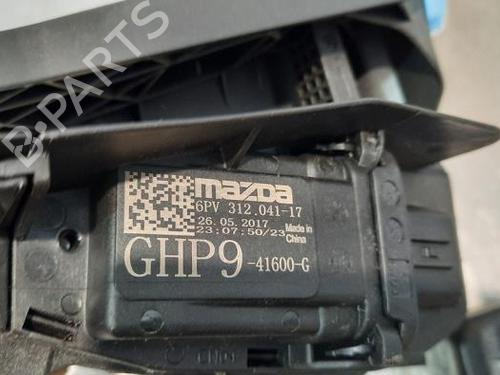 mazda
6PV 312.041-17
26.05.2017
23:07:50/23
Made in
China
GHP9-41600-G
B-PARTS